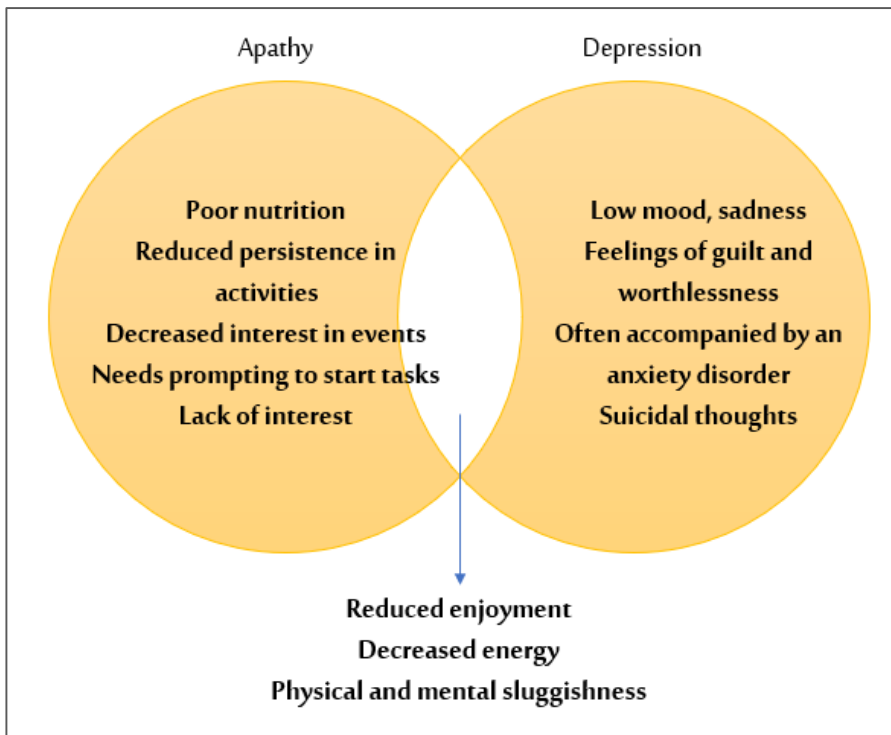 Apathy
Depression
Poor nutrition
Reduced persistence in
activities
Decreased interest in events
Needs prompting to start tasks
Lack of interest
Low mood, sadness
Feelings of guilt and
worthlessness
Often accompanied by an
anxiety disorder
Suicidal thoughts
Reduced enjoyment
Decreased energy
Physical and mental sluggishness